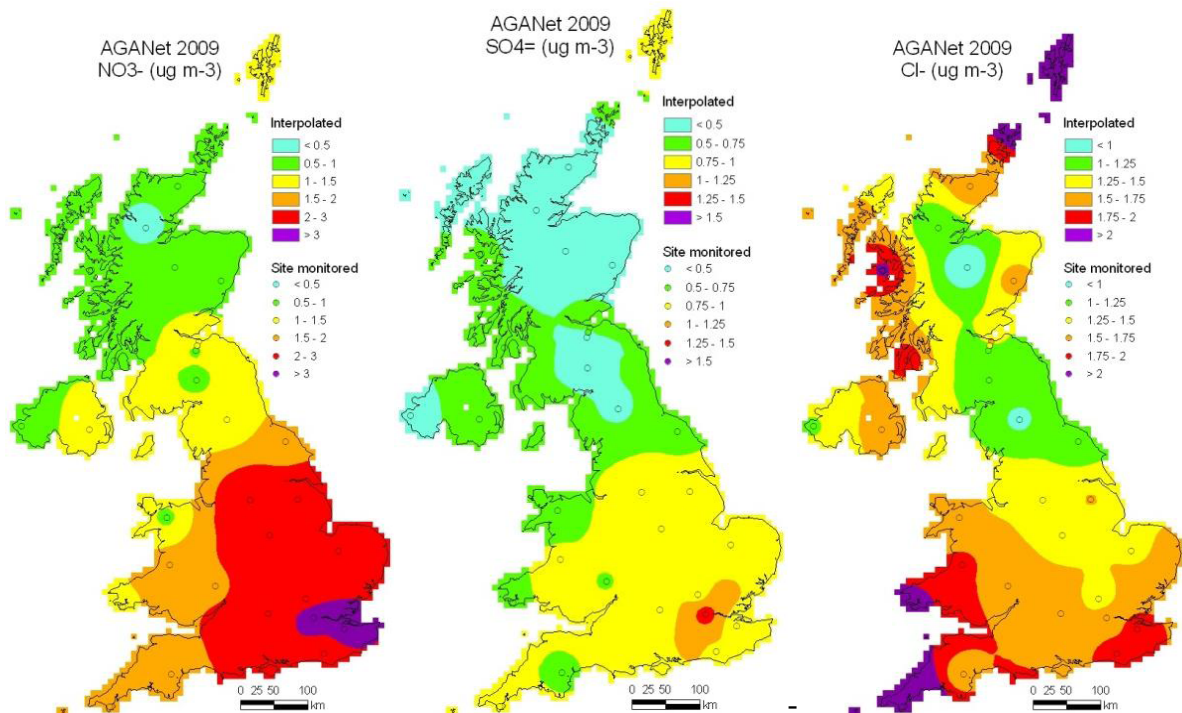 AGANet 2009
NO3- (ug m-3)
Interpolated
< 0.5
0.5 - 1
1 - 1.5
1.5 - 2
2 - 3
> 3
Site monitored
< 0.5
0.5 - 1
1 - 1.5
1.5 - 2
2 - 3
> 3
0 25 50 100
km
AGANet 2009
SO4= (ug m-3)
Interpolated
< 0.5
0.5 - 0.75
0.75 - 1
1 - 1.25
1.25 - 1.5
> 1.5
Site monitored
< 0.5
0.5 - 0.75
0.75 - 1
1 - 1.25
1.25 - 1.5
> 1.5
0 25 50 100
km
AGANet 2009
Cl- (ug m-3)
Interpolated
< 1
1 - 1.25
1.25 - 1.5
1.5 - 1.75
1.75 - 2
> 2
Site monitored
< 1
1 - 1.25
1.25 - 1.5
1.5 - 1.75
1.75 - 2
> 2
0 25 50 100
km